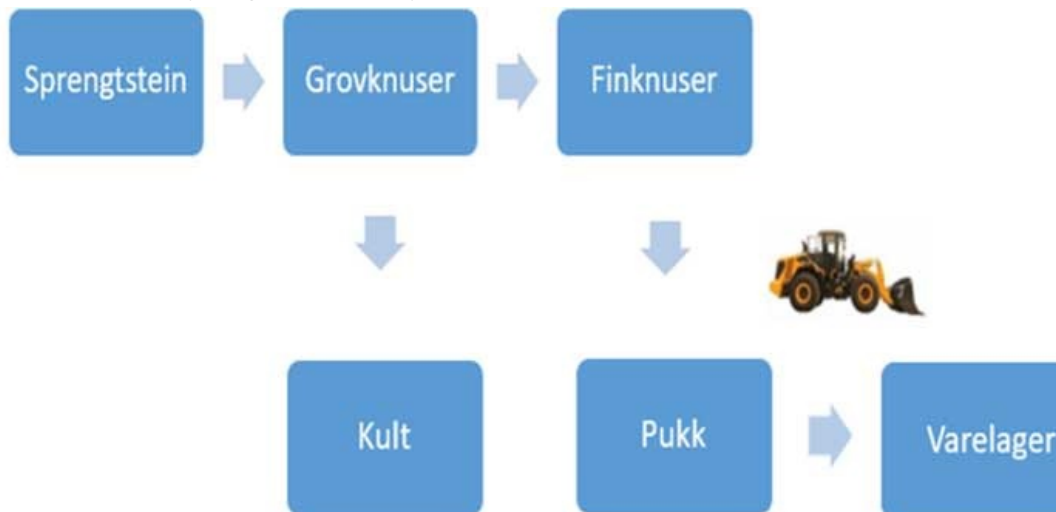 Sprengtstein
Grovknuser
Finknuser
Kult
Pukk
Varelager